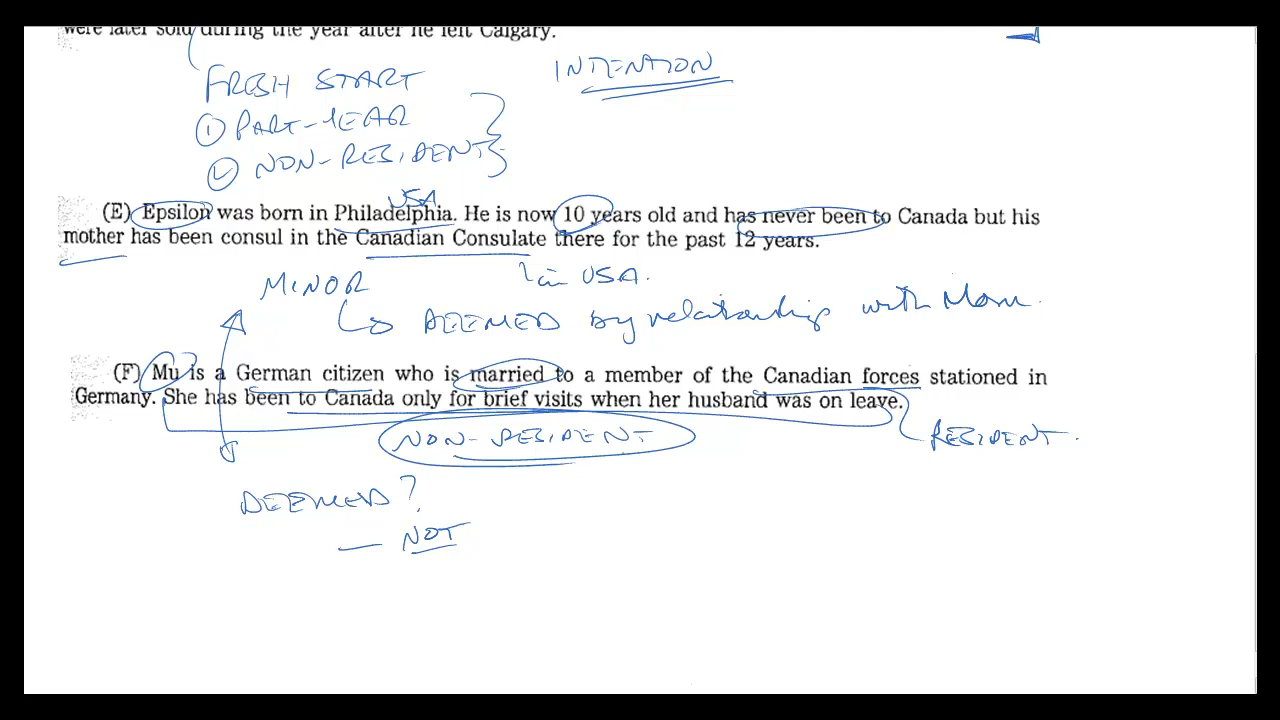 were later sold during the year after he left Calgary.
FRESH START
INTENTION
① PART-YEAR
② NON-RESIDENT
USA
(E) Epsilon was born in Philadelphia. He is now 10 years old and has never been to Canada but his
mother has been consul in the Canadian Consulate there for the past 12 years.
MINOR
in USA.
DEEMED by relationship with Mom.
(F) Mu is a German citizen who is married to a member of the Canadian forces stationed in
Germany. She has been to Canada only for brief visits when her husband was on leave.
NON-RESIDENT
RESIDENT.
DEEMED?
— NOT